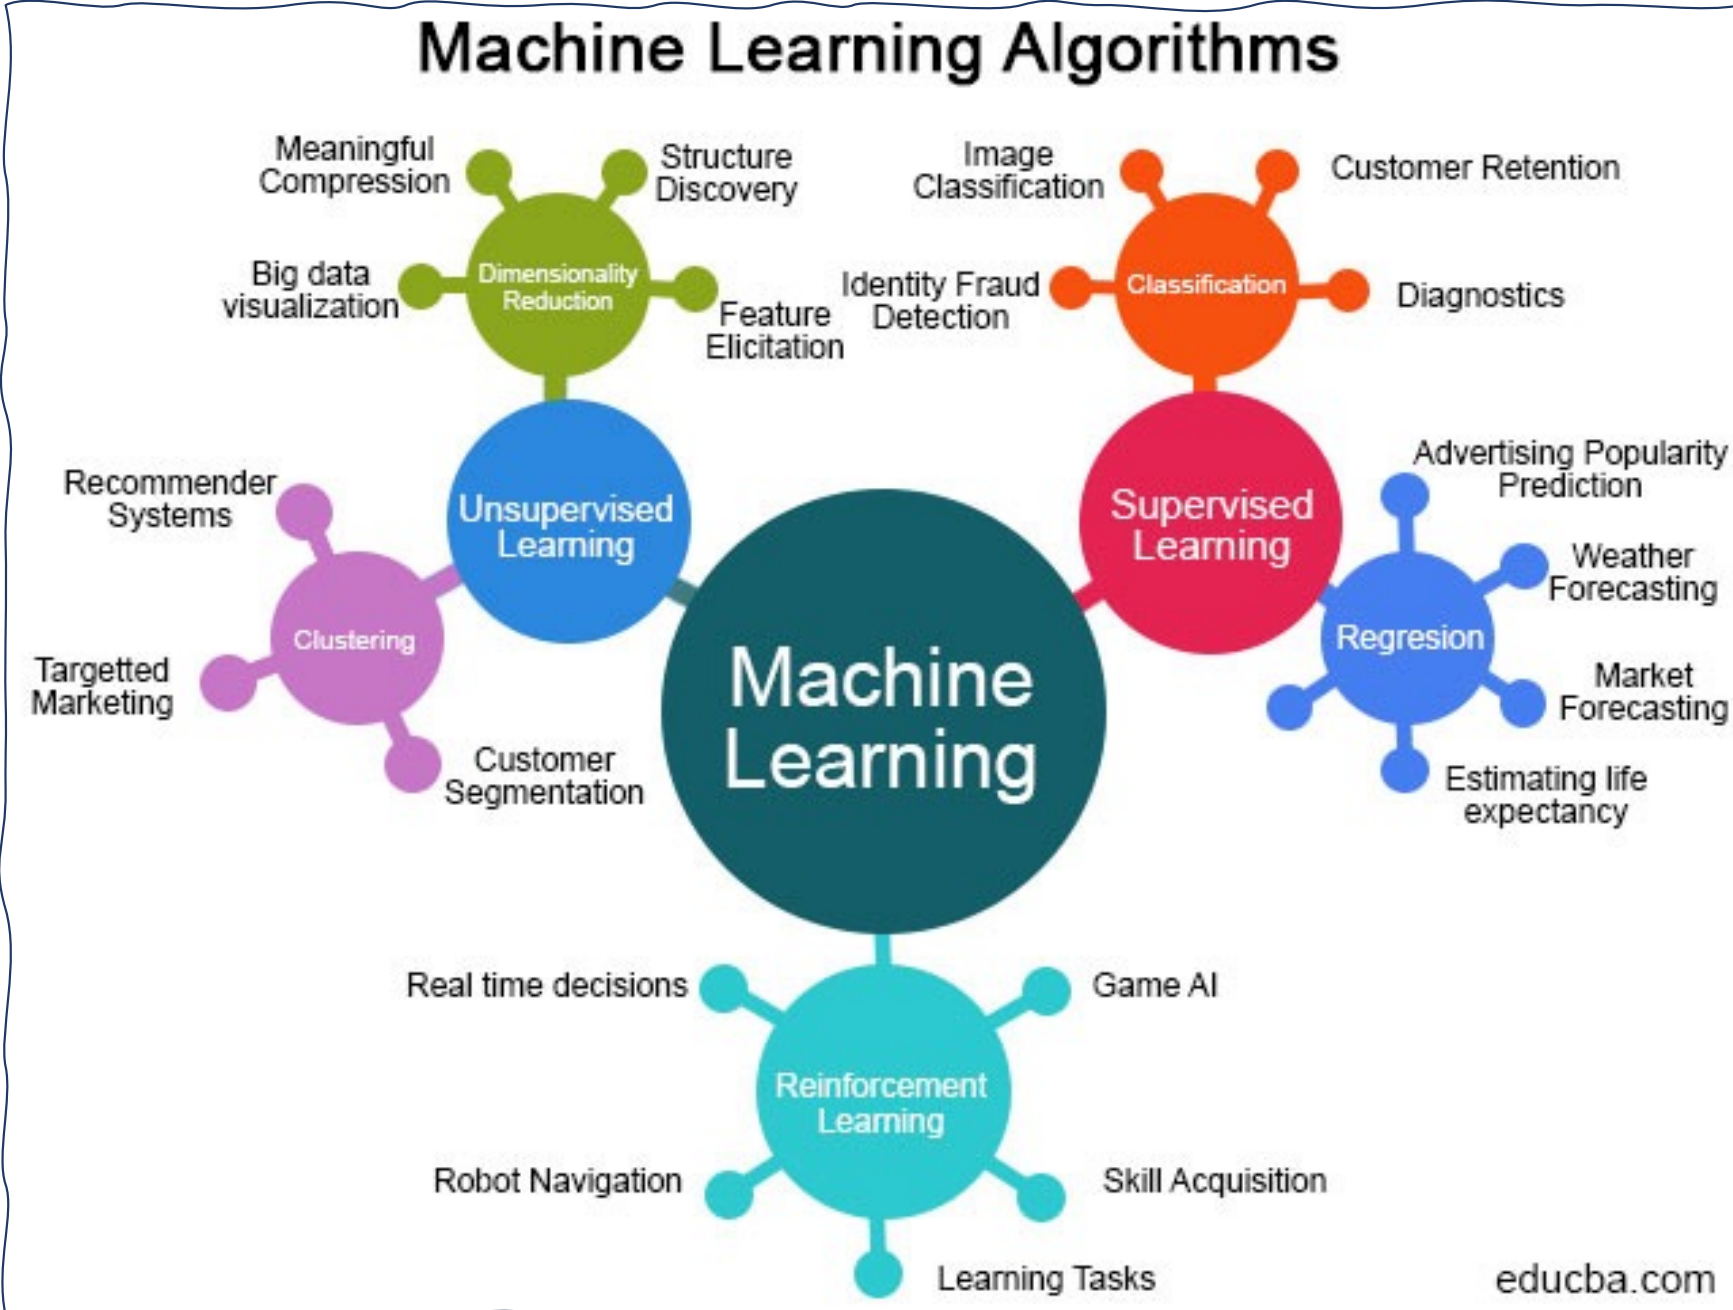 Machine Learning Algorithms
Meaningful
Compression
Structure
Discovery
Big data
visualization
Dimensionality
Reduction
Feature
Elicitation
Image
Classification
Customer Retention
Identity Fraud
Detection
Classification
Diagnostics
Unsupervised
Learning
Supervised
Learning
Recommender
Systems
Clustering
Targetted
Marketing
Customer
Segmentation
Advertising Popularity
Prediction
Weather
Forecasting
Regresion
Market
Forecasting
Estimating life
expectancy
Machine
Learning
Real time decisions
Game AI
Reinforcement
Learning
Robot Navigation
Skill Acquisition
Learning Tasks
educba.com